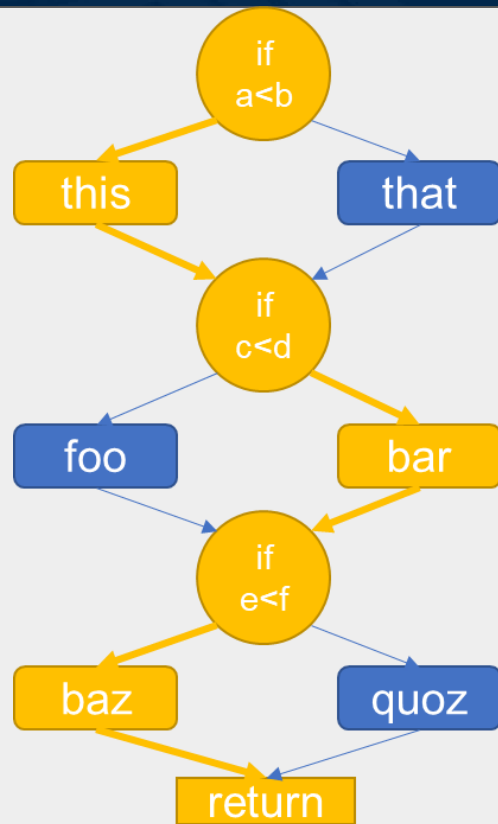 if
a<b
this
that
if
c<d
foo
bar
if
e<f
baz
quoz
return